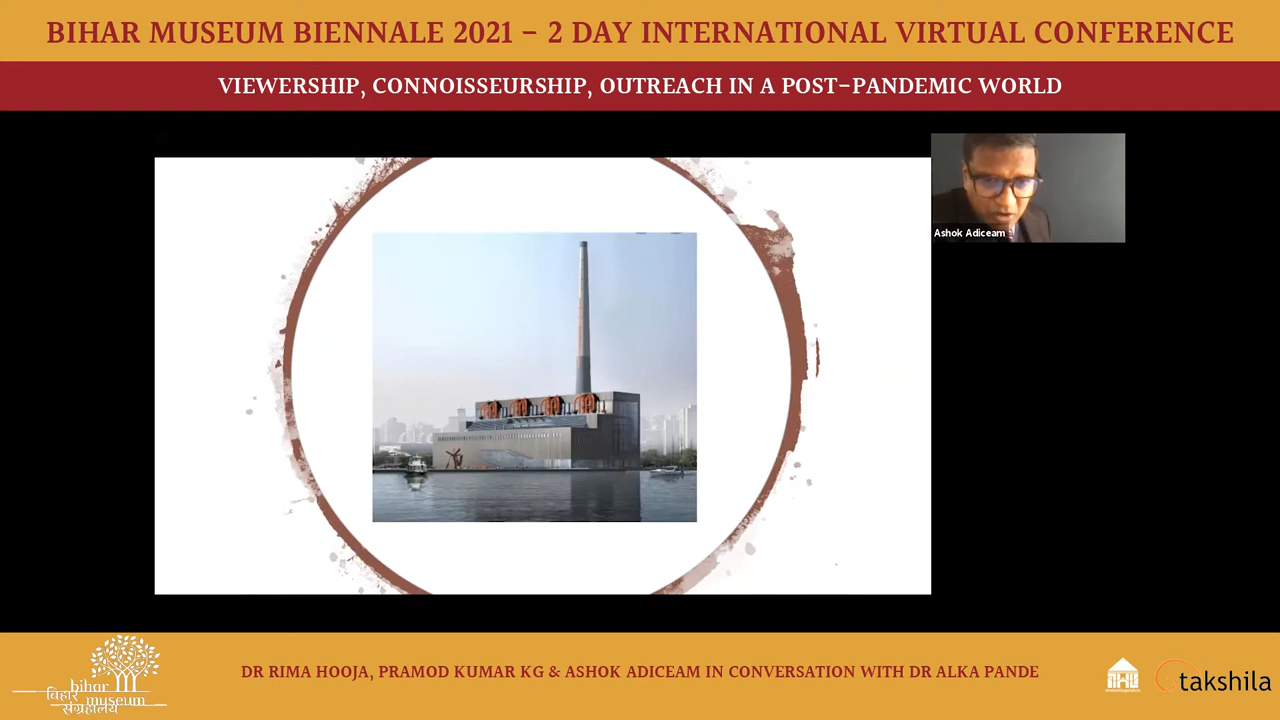 BIHAR MUSEUM BIENNALE 2021 – 2 DAY INTERNATIONAL VIRTUAL CONFERENCE
VIEWERSHIP, CONNOISSEURSHIP, OUTREACH IN A POST-PANDEMIC WORLD
Ashok Adiceam
DR RIMA HOOJA, PRAMOD KUMAR KG & ASHOK ADICEAM IN CONVERSATION WITH DR ALKA PANDE
bihar
बिहार museum
संग्रहालय
takshila